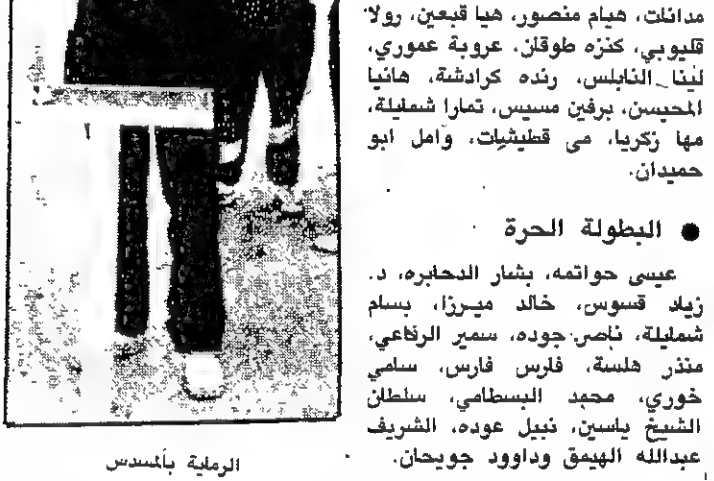 مدانات، هيام منصور، هيا قبعين، رولا
قليوبي، كنزه طوقان، عروبة عموري،
لينا النابلس، رنده كرادشة، هانيا
المحيسن، برفين مسيس، تمارا شمليلة،
مها زكريا، مى قطيشات، وامل ابو
حميدان.
● البطولة الحرة
عيسى حواتمه، بشار الدحابره، د.
زياد قسوس، خالد ميرزا، بسام
شمليلة، ناصر جوده، سمير الرفاعي،
منذر هلسة، فارس فارس، سامي
خوري، محمد البسطامي، سلطان
الشيخ ياسين، نبيل عوده، الشريف
عبدالله الهيمق وداوود جويحان.
الرماية بالمسدس